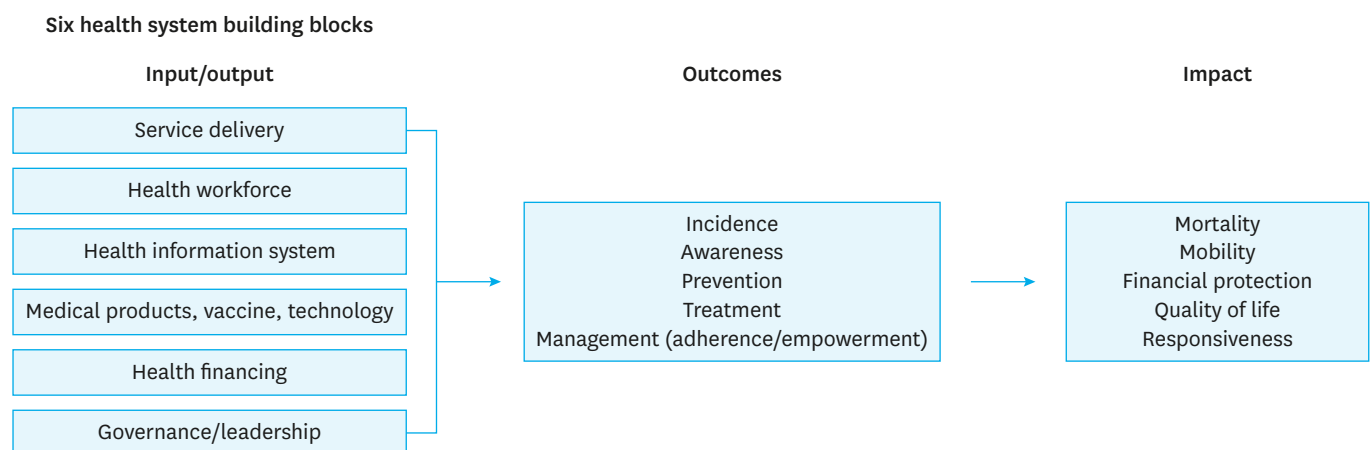 Six health system building blocks
Input/output
Service delivery
Health workforce
Health information system
Medical products, vaccine, technology
Health financing
Governance/leadership
Outcomes
Incidence
Awareness
Prevention
Treatment
Management (adherence/empowerment)
Impact
Mortality
Mobility
Financial protection
Quality of life
Responsiveness